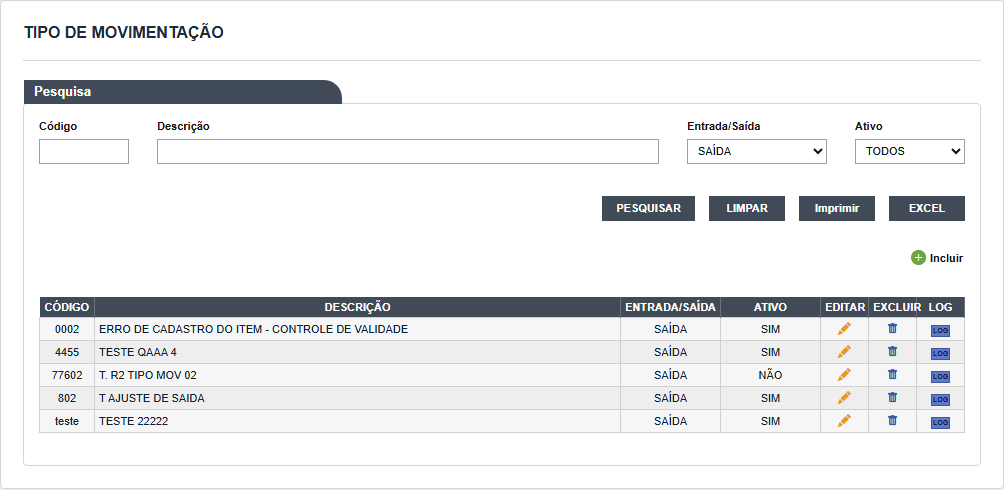 TIPO DE MOVIMENTAÇÃO
Pesquisa
Código Descrição Entrada/Saída Ativo
SAÍDA TODOS
PESQUISAR LIMPAR Imprimir EXCEL
Incluir
CÓDIGO DESCRIÇÃO ENTRADA/SAÍDA ATIVO EDITAR EXCLUIR LOG
0002 ERRO DE CADASTRO DO ITEM - CONTROLE DE VALIDADE SAÍDA SIM LOG
4455 TESTE QAAA 4 SAÍDA SIM LOG
77602 T. R2 TIPO MOV 02 SAÍDA NÃO LOG
802 T AJUSTE DE SAIDA SAÍDA SIM LOG
teste TESTE 22222 SAÍDA SIM LOG